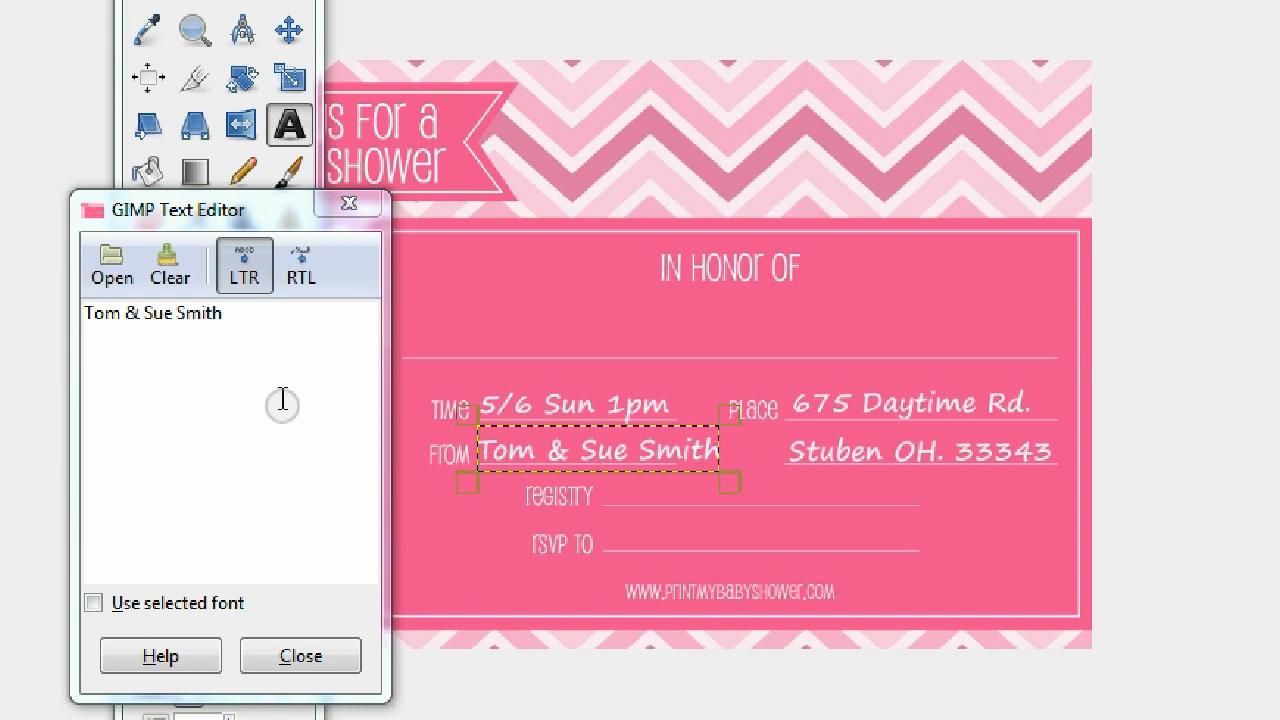 A
S FOR A
SHOWER
GIMP Text Editor
Open Clear LTR RTL
Tom & Sue Smith
Use selected font
Help Close
IN HONOR OF
TIME 5/6 Sun 1pm PLACE 675 Daytime Rd.
FROM Tom & Sue Smith Stuben OH. 33343
REGISTRY
RSVP TO
WWW.PRINTMYBABYSHOWER.COM